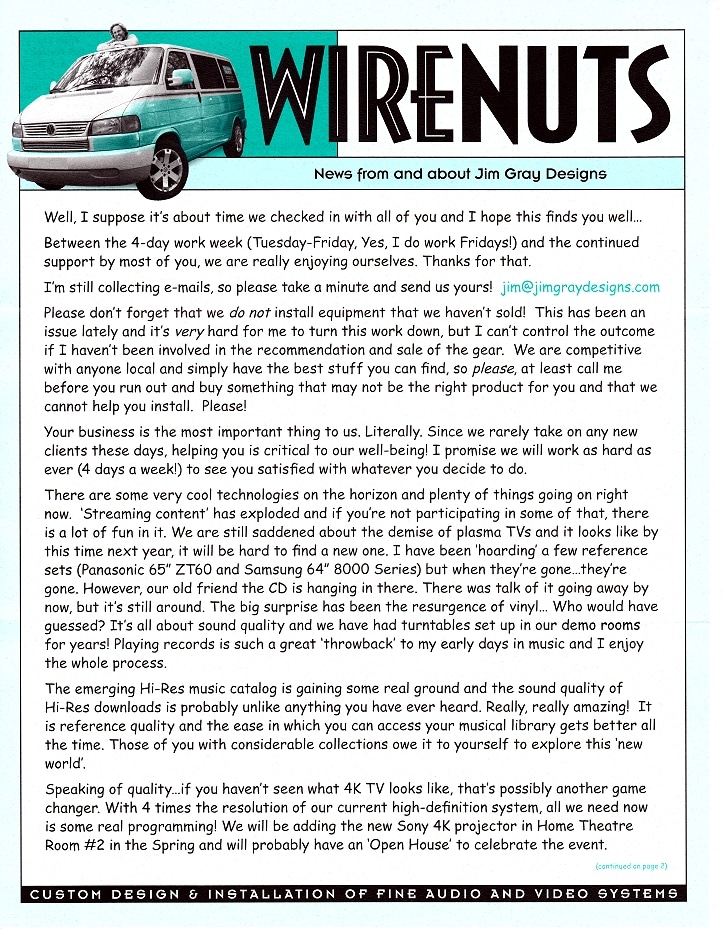 WIRENUTS
News from and about Jim Gray Designs
Well, I suppose it's about time we checked in with all of you and I hope this finds you well...
Between the 4-day work week (Tuesday-Friday, Yes, I do work Fridays!) and the continued
support by most of you, we are really enjoying ourselves. Thanks for that.
I'm still collecting e-mails, so please take a minute and send us yours! jim@jimgraydesigns.com
Please don't forget that we do not install equipment that we haven't sold! This has been an
issue lately and it's very hard for me to turn this work down, but I can't control the outcome
if I haven't been involved in the recommendation and sale of the gear. We are competitive
with anyone local and simply have the best stuff you can find, so please, at least call me
before you run out and buy something that may not be the right product for you and that we
cannot help you install. Please!
Your business is the most important thing to us. Literally. Since we rarely take on any new
clients these days, helping you is critical to our well-being! I promise we will work as hard as
ever (4 days a week!) to see you satisfied with whatever you decide to do.
There are some very cool technologies on the horizon and plenty of things going on right
now. 'Streaming content' has exploded and if you're not participating in some of that, there
is a lot of fun in it. We are still saddened about the demise of plasma TVs and it looks like by
this time next year, it will be hard to find a new one. I have been 'hoarding' a few reference
sets (Panasonic 65" ZT60 and Samsung 64" 8000 Series) but when they're gone...they're
gone. However, our old friend the CD is hanging in there. There was talk of it going away by
now, but it's still around. The big surprise has been the resurgence of vinyl... Who would have
guessed? It's all about sound quality and we have had turntables set up in our demo rooms
for years! Playing records is such a great 'throwback' to my early days in music and I enjoy
the whole process.
The emerging Hi-Res music catalog is gaining some real ground and the sound quality of
Hi-Res downloads is probably unlike anything you have ever heard. Really, really amazing! It
is reference quality and the ease in which you can access your musical library gets better all
the time. Those of you with considerable collections owe it to yourself to explore this 'new
world'.
Speaking of quality...if you haven't seen what 4K TV looks like, that's possibly another game
changer. With 4 times the resolution of our current high-definition system, all we need now
is some real programming! We will be adding the new Sony 4K projector in Home Theatre
Room #2 in the Spring and will probably have an 'Open House' to celebrate the event.
(continued on page 2)
CUSTOM DESIGN & INSTALLATION OF FINE AUDIO AND VIDEO SYSTEMS